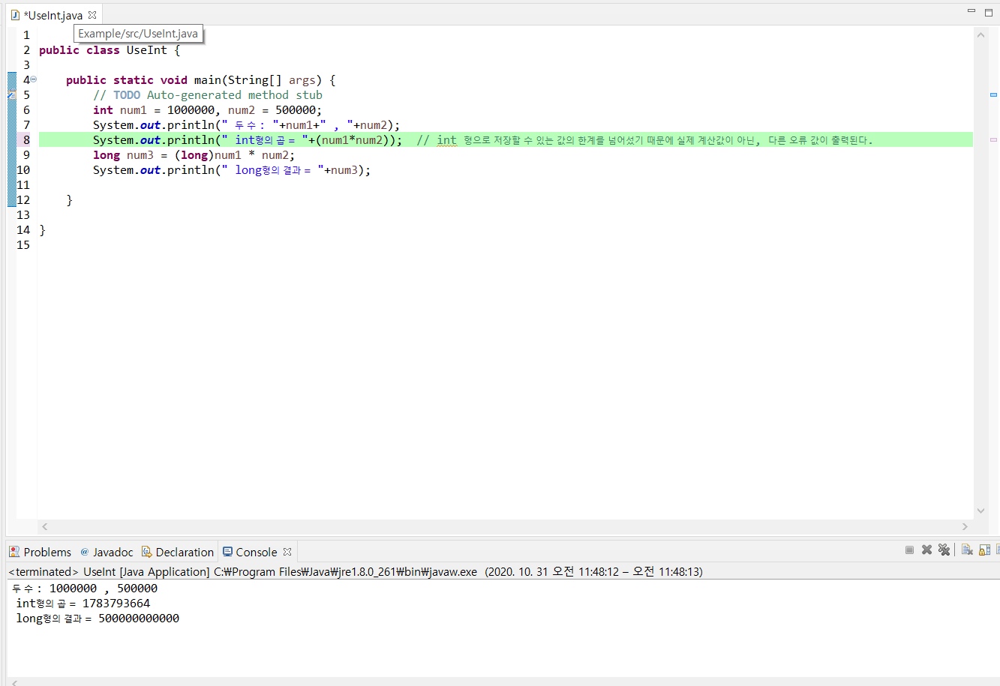 *UseInt.java
Example/src/UseInt.java
1
2 public class UseInt {
3
4 public static void main(String[] args) {
5 // TODO Auto-generated method stub
6 int num1 = 1000000, num2 = 500000;
7 System.out.println(" 두 수 : "+num1+" , "+num2);
8 System.out.println(" int형의 곱 = "+(num1*num2)); // int 형으로 저장할 수 있는 값의 한계를 넘어섰기 때문에 실제 계산값이 아닌, 다른 오류 값이 출력된다.
9 long num3 = (long)num1 * num2;
10 System.out.println(" long형의 결과 = "+num3);
11
12 }
13
14 }
15
Problems @ Javadoc Declaration Console
<terminated> UseInt [Java Application] C:₩Program Files₩Java₩jre1.8.0_261₩bin₩javaw.exe (2020. 10. 31 오전 11:48:12 – 오전 11:48:13)
두 수 : 1000000 , 500000
int형의 곱 = 1783793664
long형의 결과 = 500000000000